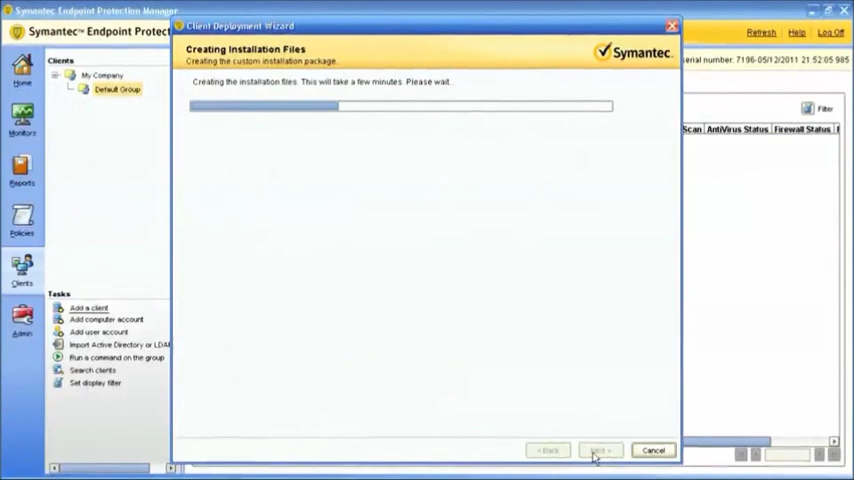 Symantec Endpoint Protection Manager
Symantec™ Endpoint Protec
Refresh
Help
Log Off
serial number: 7196-05/12/2011 21:52:05 985
Home
Monitors
Reports
Policies
Clients
Admin
Clients
My Company
Default Group
Tasks
Add a client
Add computer account
Add user account
Import Active Directory or LDA
Run a command on the group
Search clients
Set display filter
Client Deployment Wizard
Creating Installation Files
Creating the custom installation package.
Symantec.
Creating the installation files. This will take a few minutes. Please wait...
< Back
Next >
Cancel
Filter
Scan
AntiVirus Status
Firewall Status